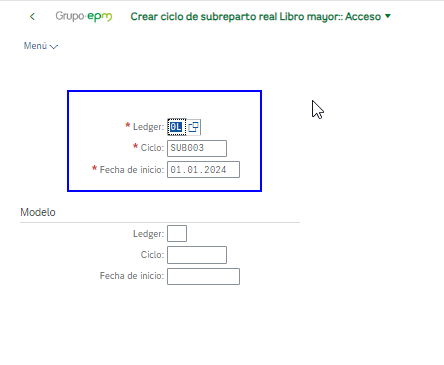 Grupo·epm Crear ciclo de subreparto real Libro mayor:: Acceso
Menú
* Ledger: 0L
* Ciclo: SUB003
* Fecha de inicio: 01.01.2024
Modelo
Ledger:
Ciclo:
Fecha de inicio: